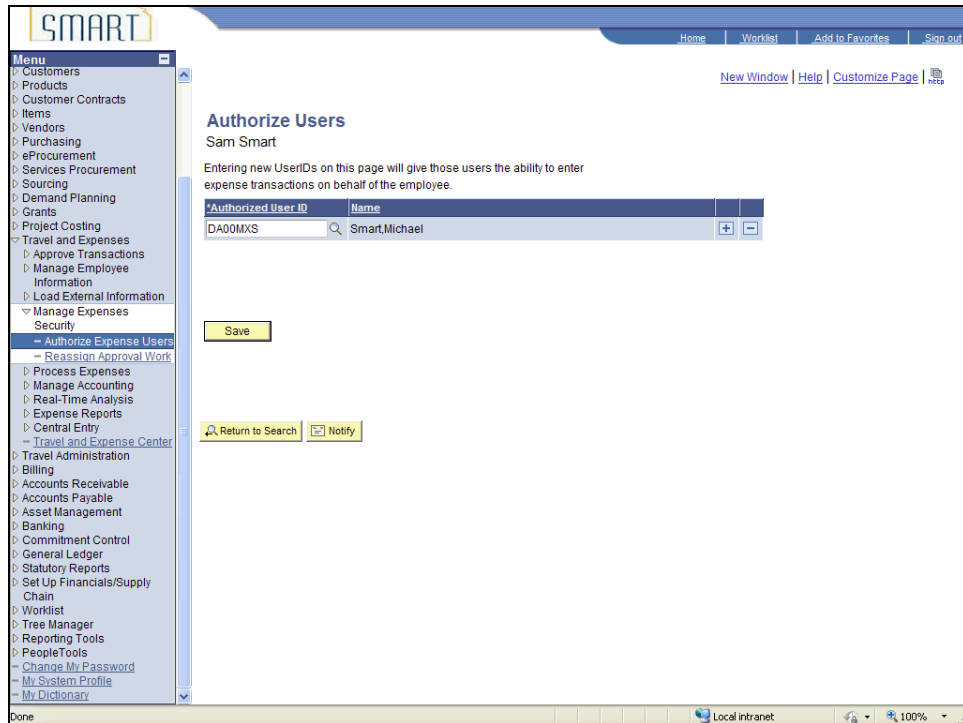 SMART
Home Worklist Add to Favorites Sign out
Menu
Customers
Products
Customer Contracts
Items
Vendors
Purchasing
eProcurement
Services Procurement
Sourcing
Demand Planning
Grants
Project Costing
Travel and Expenses
Approve Transactions
Manage Employee
Information
Load External Information
Manage Expenses
Security
Authorize Expense Users
Reassign Approval Work
Process Expenses
Manage Accounting
Real-Time Analysis
Expense Reports
Central Entry
Travel and Expense Center
Travel Administration
Billing
Accounts Receivable
Accounts Payable
Asset Management
Banking
Commitment Control
General Ledger
Statutory Reports
Set Up Financials/Supply
Chain
Worklist
Tree Manager
Reporting Tools
PeopleTools
Change My Password
My System Profile
My Dictionary
New Window | Help | Customize Page | http
Authorize Users
Sam Smart
Entering new UserIDs on this page will give those users the ability to enter
expense transactions on behalf of the employee.
*Authorized User ID Name
DA00MXS Smart,Michael
Save
Return to Search Notify
Done Local intranet 100%